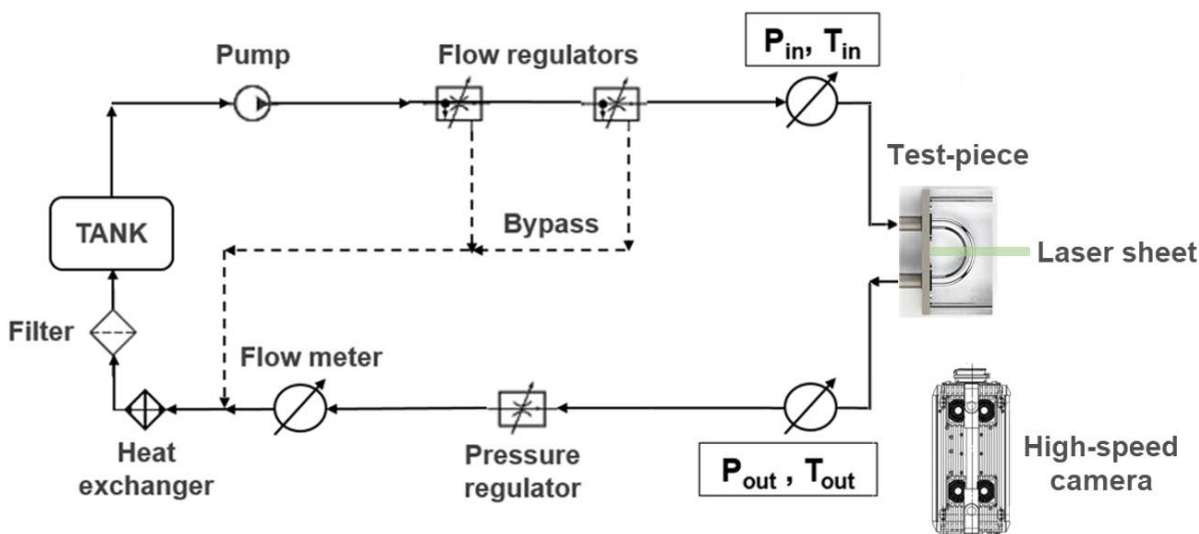 Pump
Flow regulators
P_in, T_in
Test-piece
TANK
Bypass
Laser sheet
Filter
Flow meter
Heat
exchanger
Pressure
regulator
P_out , T_out
High-speed
camera